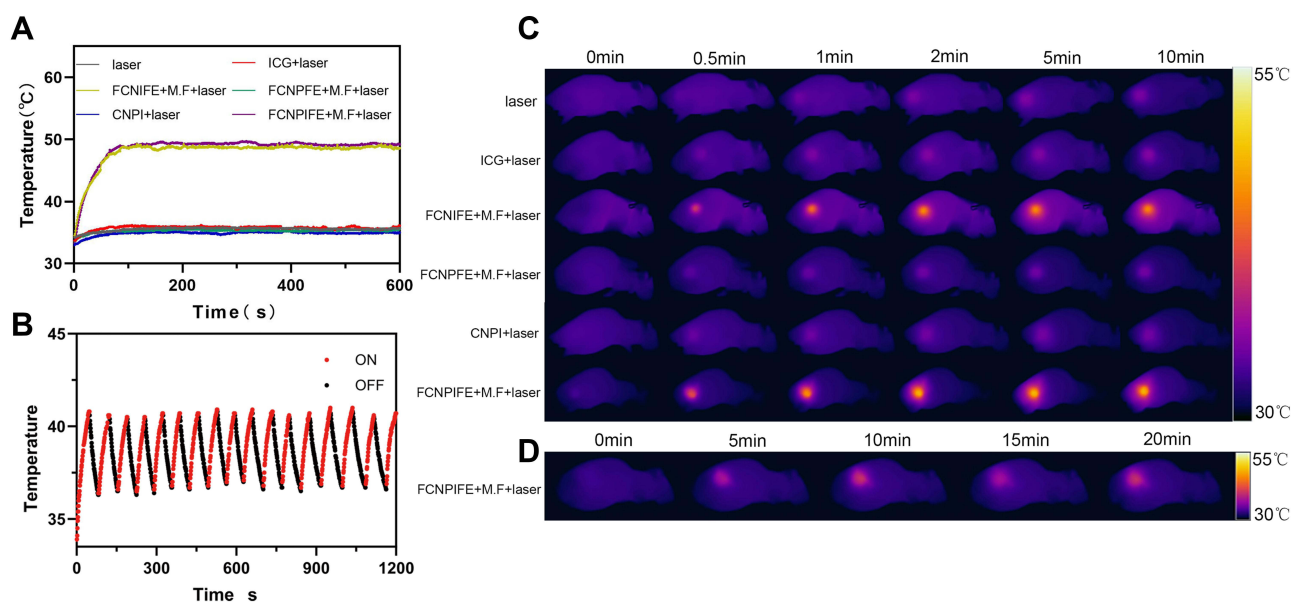 A
Temperature(℃)
60
50
40
30
laser
ICG+laser
FCNIFE+M.F+laser
FCNPFE+M.F+laser
CNPI+laser
FCNPIFE+M.F+laser
0
200
400
600
Time( s)
B
Temperature
45
40
35
ON
OFF
0
300
600
900
1200
Time s
C
0min
0.5min
1min
2min
5min
10min
laser
ICG+laser
FCNIFE+M.F+laser
FCNPFE+M.F+laser
CNPI+laser
FCNPIFE+M.F+laser
55℃
30℃
D
0min
5min
10min
15min
20min
FCNPIFE+M.F+laser
55℃
30℃